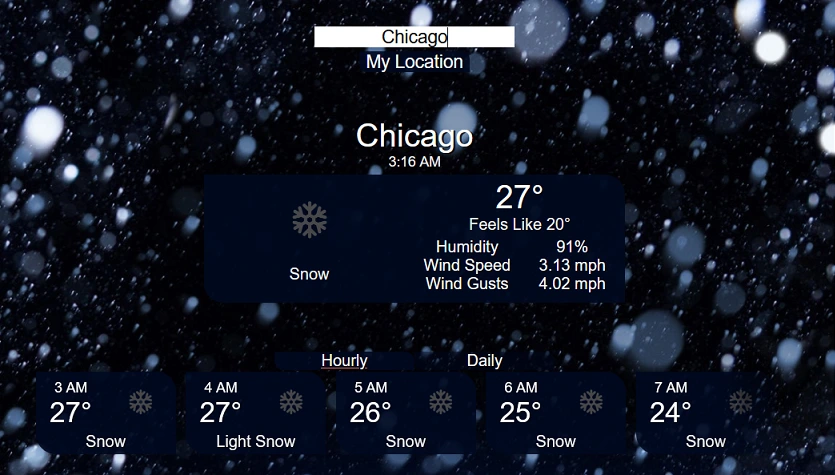 Chicago
My Location
Chicago
3:16 AM
27°
Feels Like 20°
Snow
Humidity 91%
Wind Speed 3.13 mph
Wind Gusts 4.02 mph
Hourly Daily
3 AM 4 AM 5 AM 6 AM 7 AM
27° 27° 26° 25° 24°
Snow Light Snow Snow Snow Snow